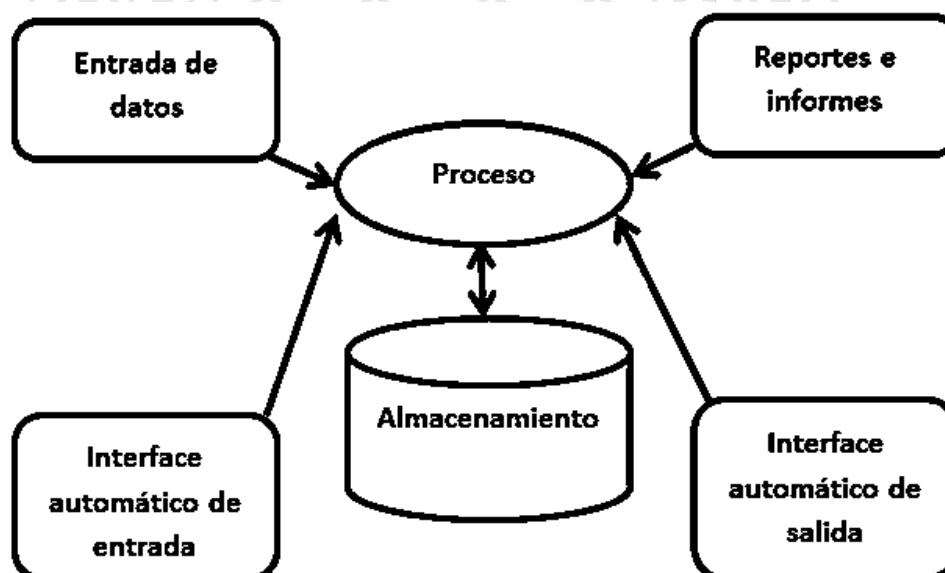 Entrada de
datos
Reportes e
informes
Proceso
Almacenamiento
Interface
automático de
entrada
Interface
automático de
salida